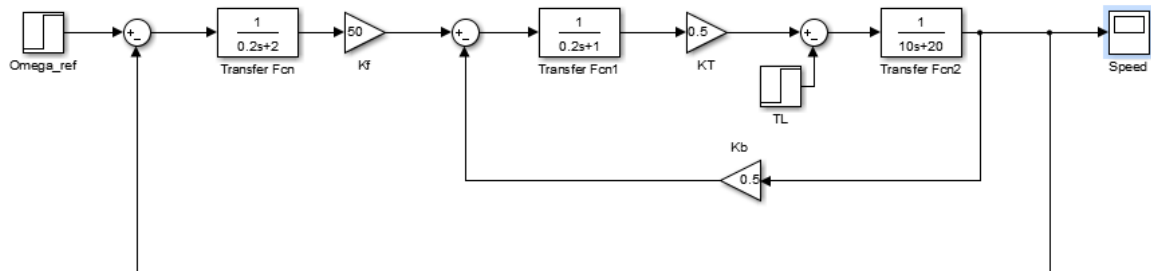 Omega_ref
+
−
1
0.2s+2
Transfer Fcn
50
Kf
+
−
1
0.2s+1
Transfer Fcn1
0.5
KT
+
−
TL
1
10s+20
Transfer Fcn2
Speed
Kb
0.5